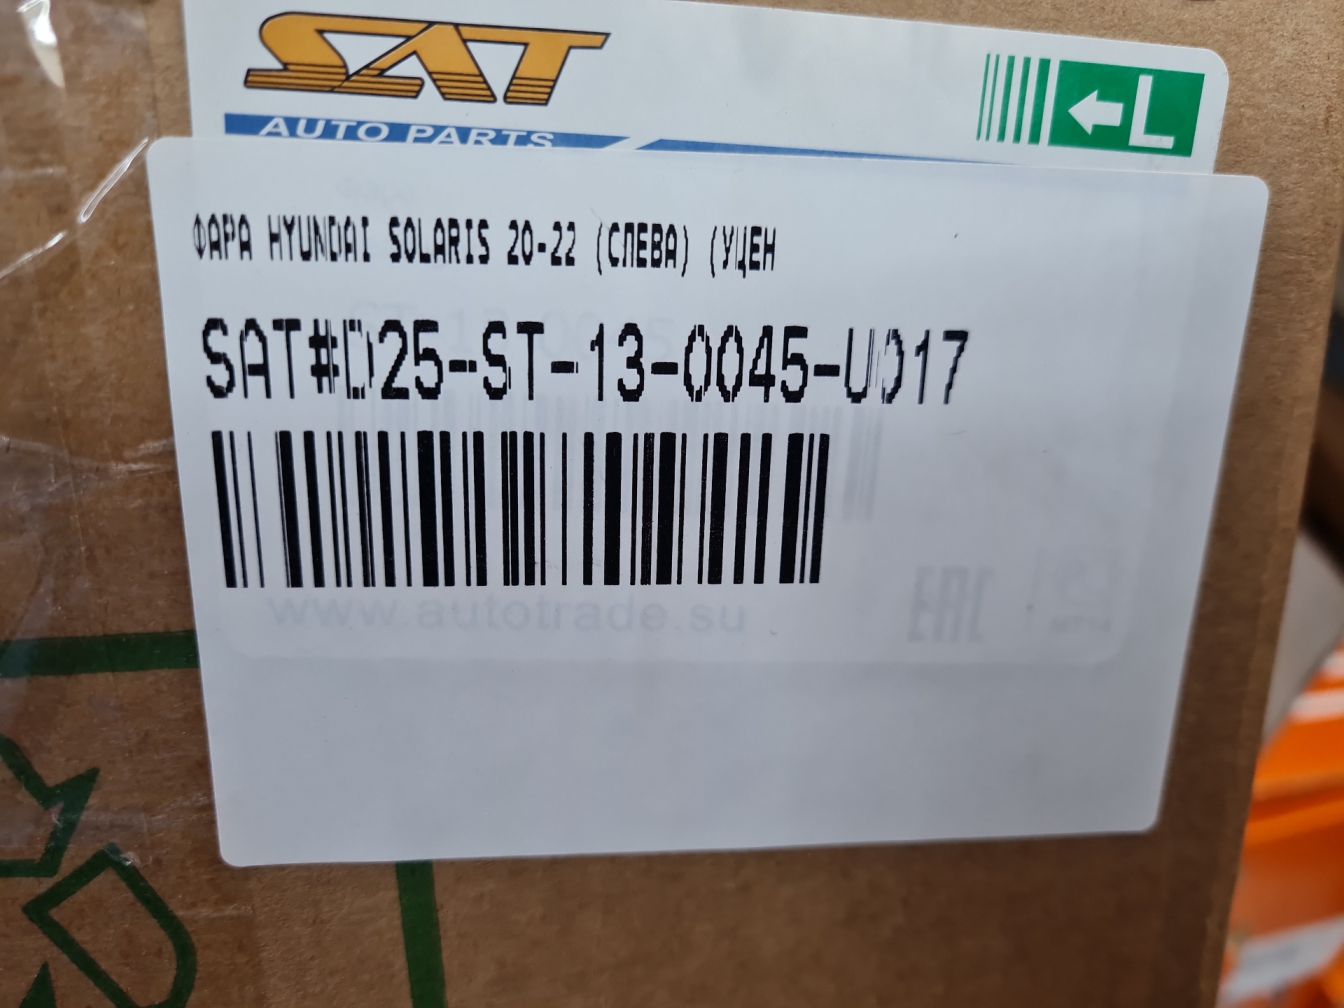 SAT
AUTO PARTS
L
ФАРА HYUNDAI SOLARIS 20-22 (СЛЕВА) (УЦЕН
SAT#D25-ST-13-0045-U017
www.autotrade.su
EAC